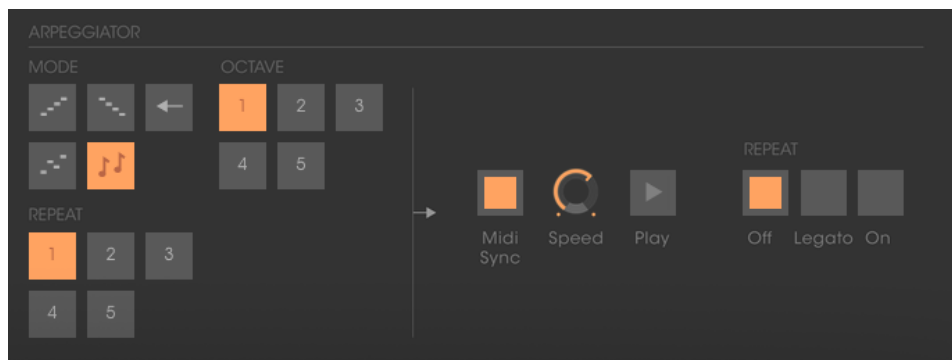 ARPEGGIATOR
MODE
OCTAVE
1 2 3
4 5
REPEAT
1 2 3
4 5
Midi Sync
Speed
Play
REPEAT
Off Legato On